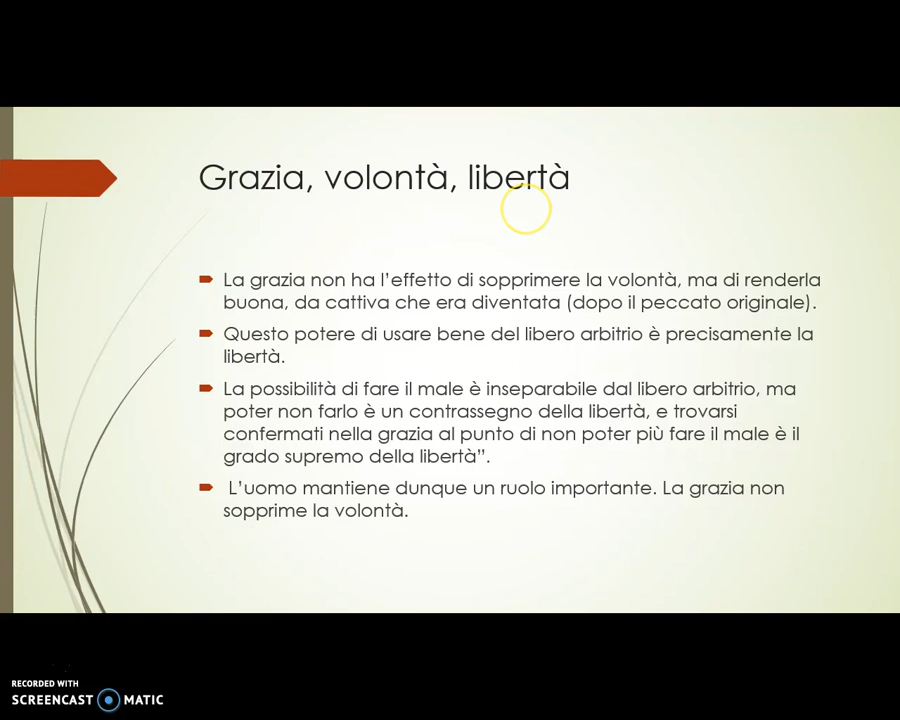 Grazia, volontà, libertà
La grazia non ha l’effetto di sopprimere la volontà, ma di renderla
buona, da cattiva che era diventata (dopo il peccato originale).
Questo potere di usare bene del libero arbitrio è precisamente la
libertà.
La possibilità di fare il male è inseparabile dal libero arbitrio, ma
poter non farlo è un contrassegno della libertà, e trovarsi
confermati nella grazia al punto di non poter più fare il male è il
grado supremo della libertà”.
L’uomo mantiene dunque un ruolo importante. La grazia non
sopprime la volontà.
RECORDED WITH
SCREENCAST MATIC